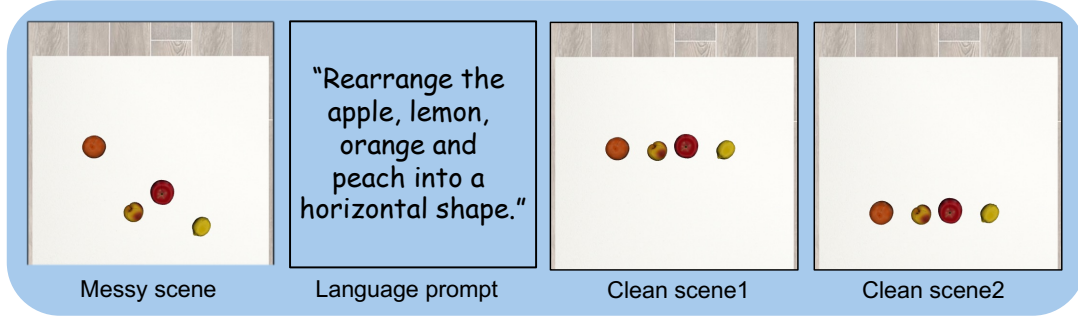 “Rearrange the
apple, lemon,
orange and
peach into a
horizontal shape.”
Messy scene
Language prompt
Clean scene1
Clean scene2